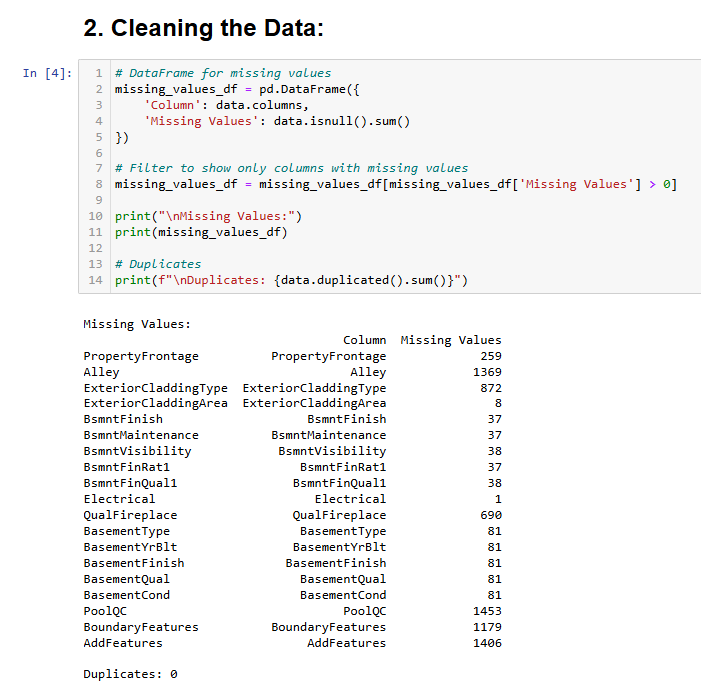 2. Cleaning the Data:
In [4]:
1 # DataFrame for missing values
2 missing_values_df = pd.DataFrame({
3     'Column': data.columns,
4     'Missing Values': data.isnull().sum()
5 })
6
7 # Filter to show only columns with missing values
8 missing_values_df = missing_values_df[missing_values_df['Missing Values'] > 0]
9
10 print("\nMissing Values:")
11 print(missing_values_df)
12
13 # Duplicates
14 print(f"\nDuplicates: {data.duplicated().sum()}")
Missing Values:
Column Missing Values
PropertyFrontage PropertyFrontage 259
Alley Alley 1369
ExteriorCladdingType ExteriorCladdingType 872
ExteriorCladdingArea ExteriorCladdingArea 8
BsmntFinish BsmntFinish 37
BsmntMaintenance BsmntMaintenance 37
BsmntVisibility BsmntVisibility 38
BsmntFinRat1 BsmntFinRat1 37
BsmntFinQual1 BsmntFinQual1 38
Electrical Electrical 1
QualFireplace QualFireplace 690
BasementType BasementType 81
BasementYrBlt BasementYrBlt 81
BasementFinish BasementFinish 81
BasementQual BasementQual 81
BasementCond BasementCond 81
PoolQC PoolQC 1453
BoundaryFeatures BoundaryFeatures 1179
AddFeatures AddFeatures 1406
Duplicates: 0